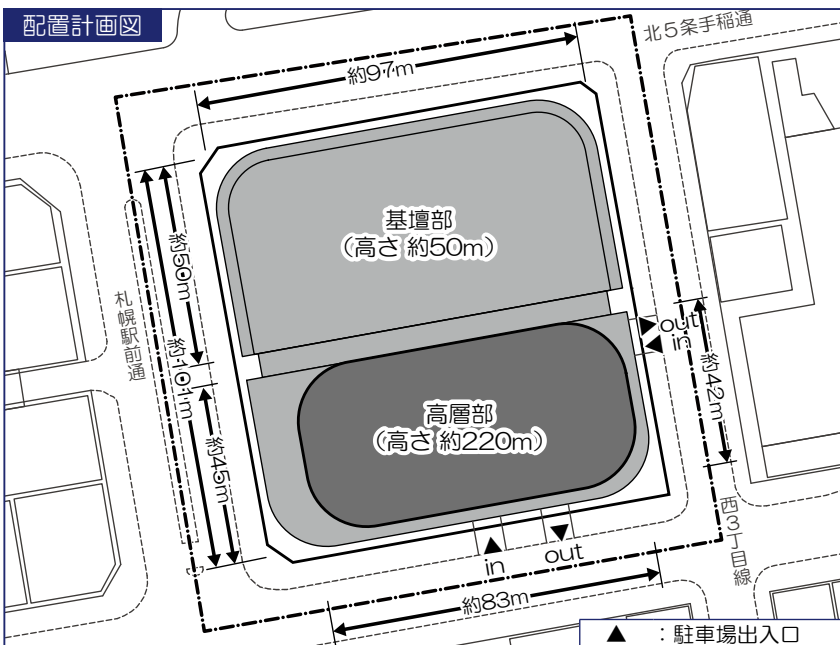 配置計画図
北5条手稲通
約97m
基壇部
(高さ 約50m)
約50m
札幌駅前通
約101m
out
in
約42m
高層部
(高さ 約220m)
約45m
西3丁目線
in
out
約83m
▲ :駐車場出入口